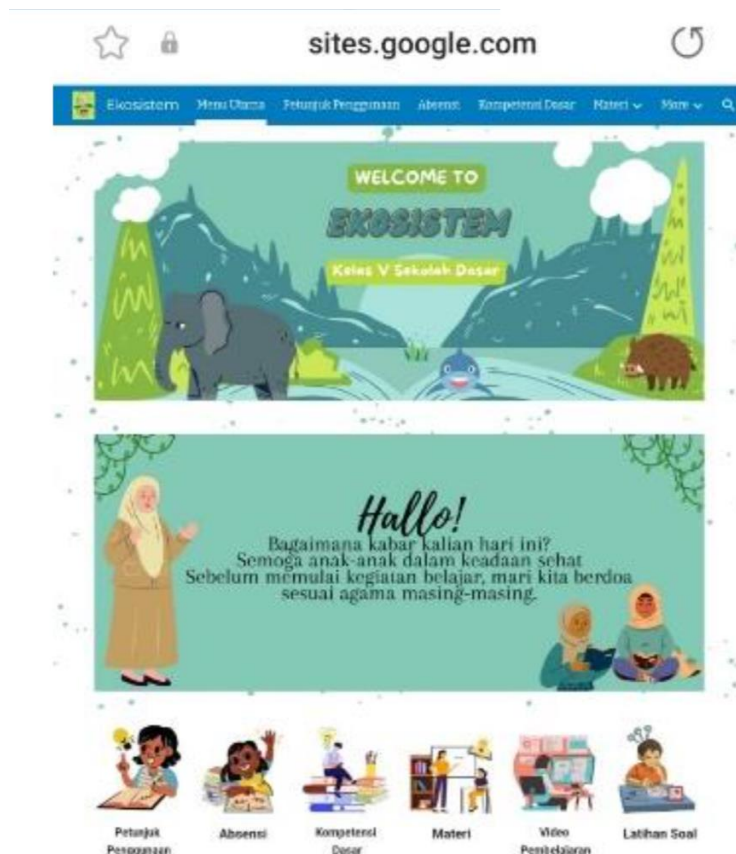 sites.google.com
Ekosistem Menu Utama Petunjuk Penggunaan Absensi Kompetensi Dasar Materi More
WELCOME TO
EKOSISTEM
Kelas V Sekolah Dasar
Hallo!
Bagaimana kabar kalian hari ini?
Semoga anak-anak dalam keadaan sehat
Sebelum memulai kegiatan belajar, mari kita berdoa
sesuai agama masing-masing.
Petunjuk
Penggunaan
Absensi
Kompetensi
Dasar
Materi
Video
Pembelajaran
Latihan Soal